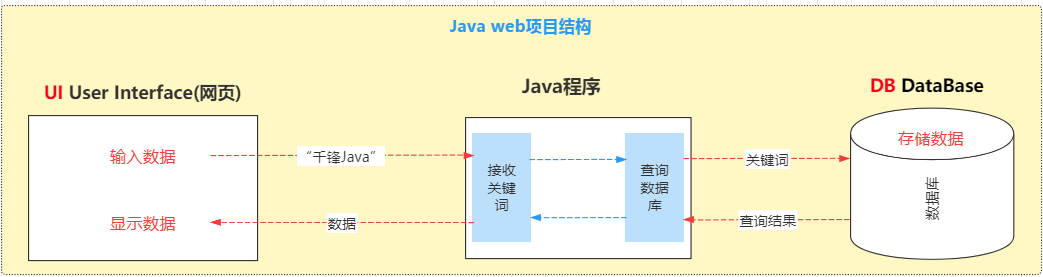 Java web项目结构
UI User Interface(网页)
Java程序
DB DataBase
输入数据
“千锋Java”
接收
关键
词
查询
数据
库
关键词
存储数据
数据库
显示数据
数据
查询结果